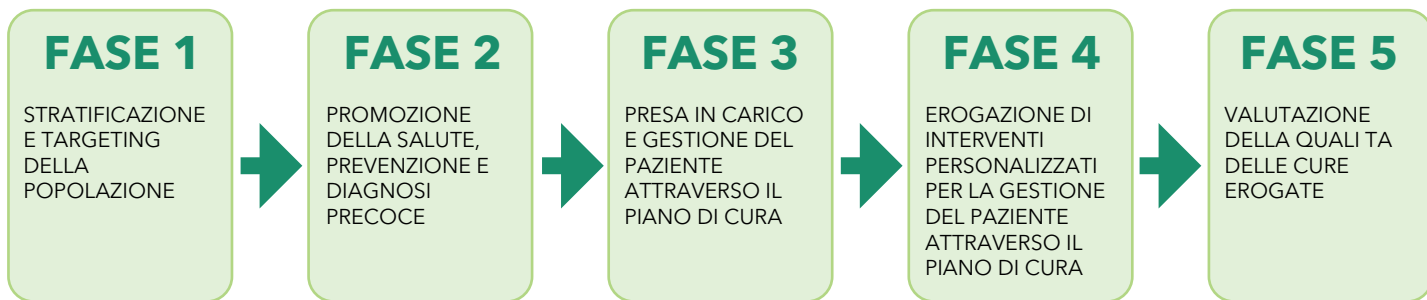 FASE 1
STRATIFICAZIONE
E TARGETING
DELLA
POPOLAZIONE
FASE 2
PROMOZIONE
DELLA SALUTE,
PREVENZIONE E
DIAGNOSI
PRECOCE
FASE 3
PRESA IN CARICO
E GESTIONE DEL
PAZIENTE
ATTRAVERSO IL
PIANO DI CURA
FASE 4
EROGAZIONE DI
INTERVENTI
PERSONALIZZATI
PER LA GESTIONE
DEL PAZIENTE
ATTRAVERSO IL
PIANO DI CURA
FASE 5
VALUTAZIONE
DELLA QUALI TA
DELLE CURE
EROGATE